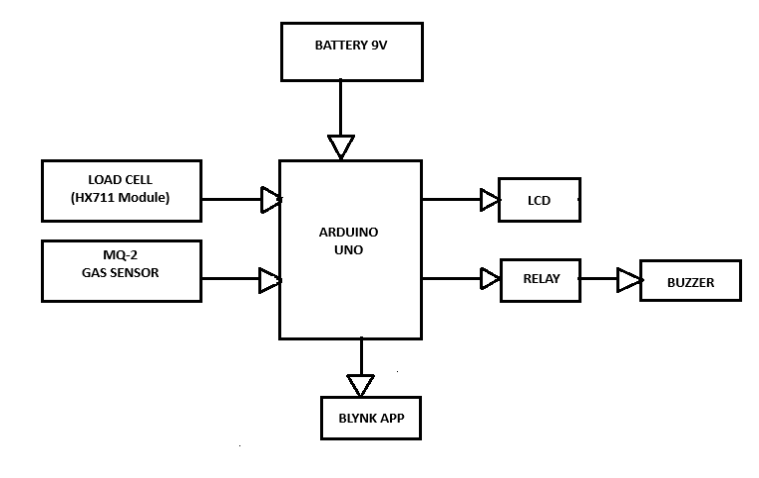 BATTERY 9V
LOAD CELL
(HX711 Module)
MQ-2
GAS SENSOR
ARDUINO
UNO
LCD
RELAY
BUZZER
BLYNK APP